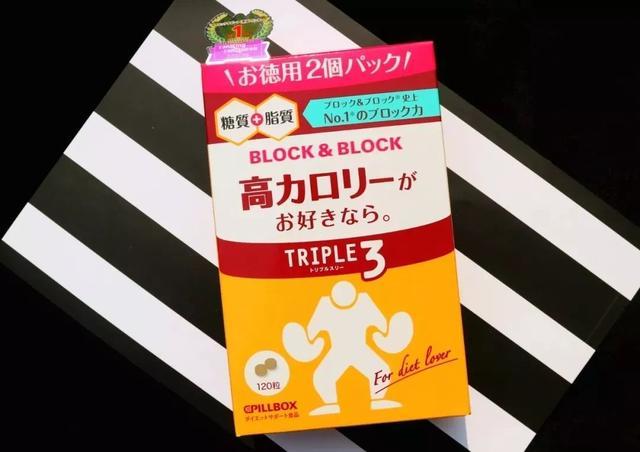 1
\お徳用2個パック/
糖質+脂質
ブロック&ブロック®史上
No.1*のブロック力
BLOCK & BLOCK
高カロリーが
お好きなら。
TRIPLE 3
トリプルスリー
For diet lover
120粒
PILLBOX
ダイエットサポート食品